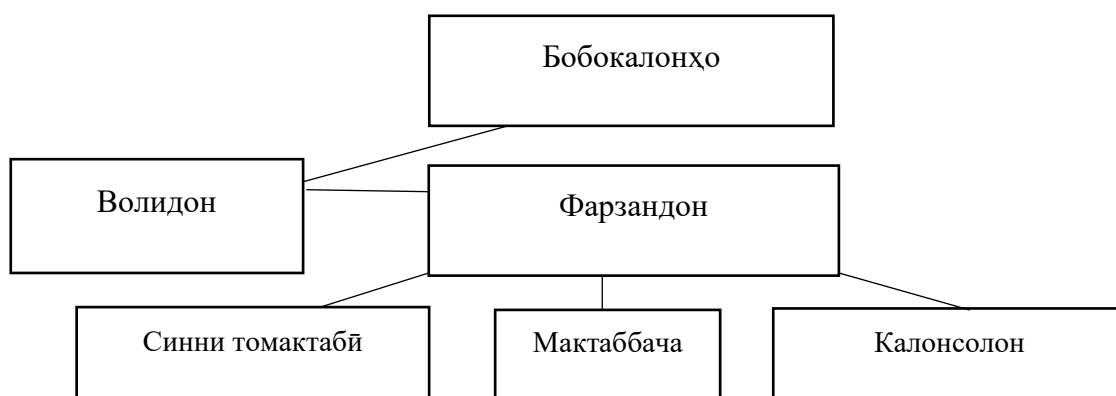 Бобокалонҳо
Волидон
Фарзандон
Синни томактабӣ
Мактаббача
Калонсолон